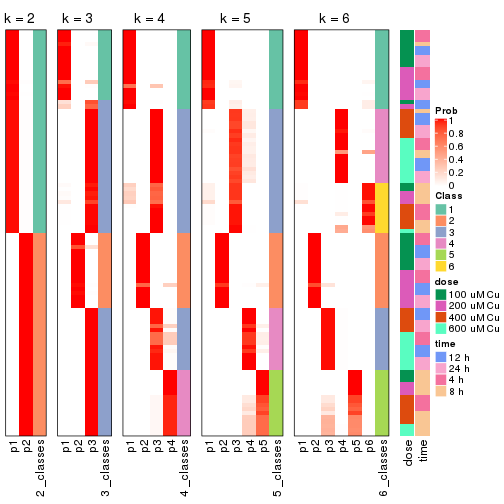 k = 2
k = 3
k = 4
k = 5
k = 6
Prob
1
0.8
0.6
0.4
0.2
0
Class
1
2
3
4
5
6
dose
100 uM Cu
200 uM Cu
400 uM Cu
600 uM Cu
time
12 h
24 h
4 h
8 h
p1
p2
2_classes
p1
p2
p3
3_classes
p1
p2
p3
p4
4_classes
p1
p2
p3
p4
p5
5_classes
p1
p2
p3
p4
p5
p6
6_classes
dose
time